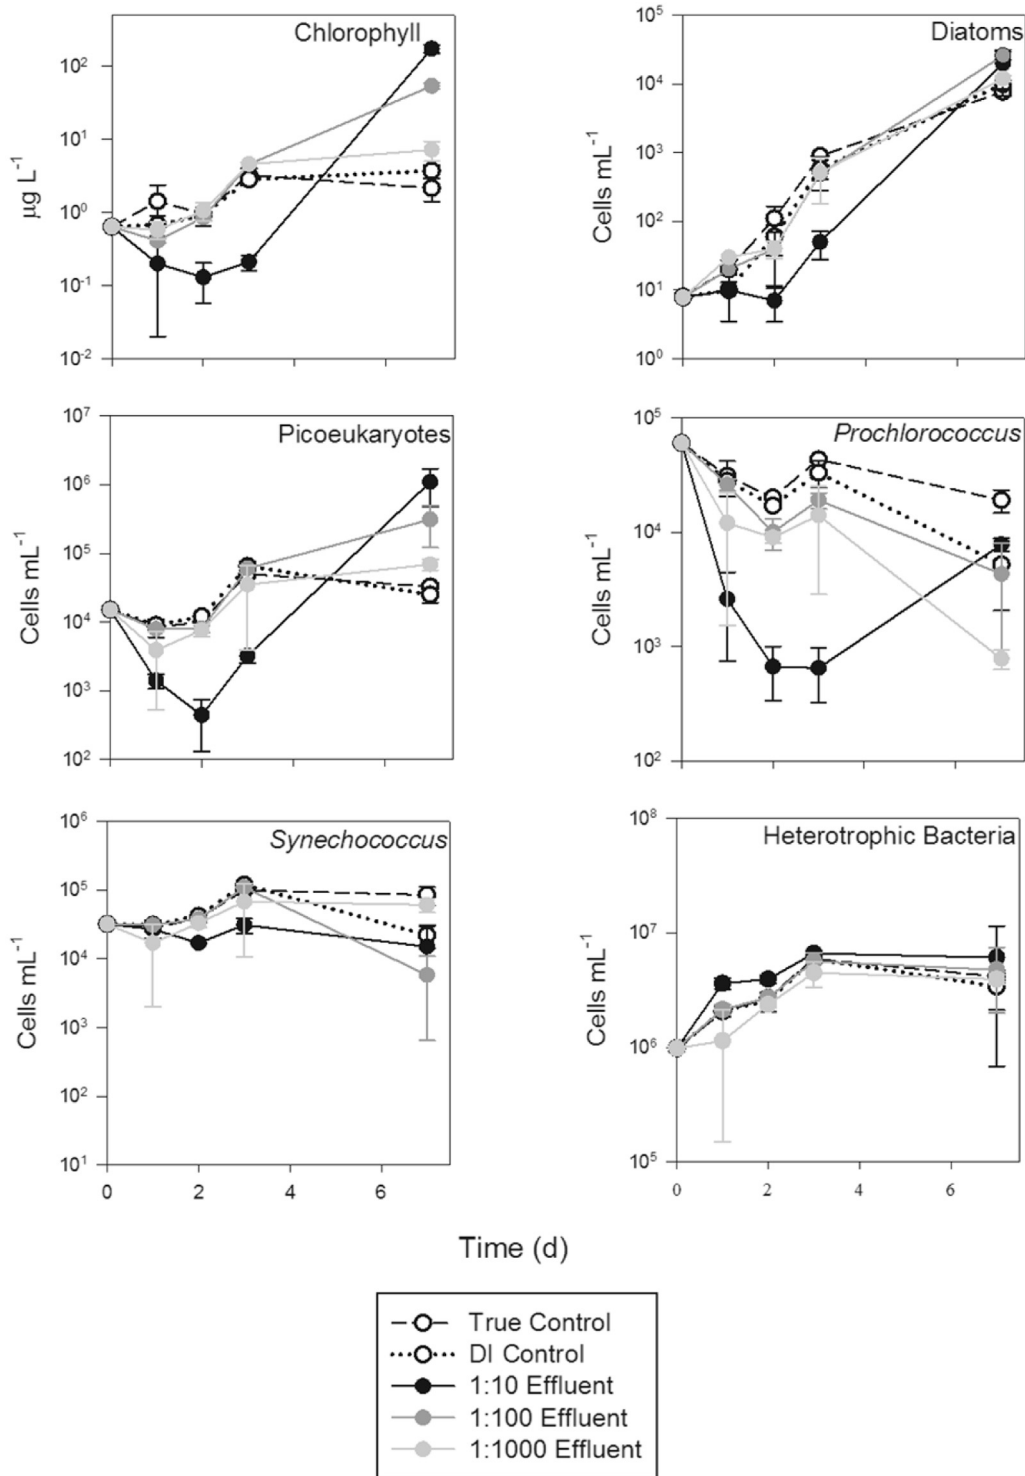 Chlorophyll
µg L⁻¹
10²
10¹
10⁰
10⁻¹
10⁻²
Diatoms
Cells mL⁻¹
10⁵
10⁴
10³
10²
10¹
10⁰
Picoeukaryotes
Cells mL⁻¹
10⁷
10⁶
10⁵
10⁴
10³
10²
Prochlorococcus
Cells mL⁻¹
10⁵
10⁴
10³
10²
Synechococcus
Cells mL⁻¹
10⁶
10⁵
10⁴
10³
10²
10¹
0 2 4 6
Heterotrophic Bacteria
Cells mL⁻¹
10⁸
10⁷
10⁶
10⁵
0 2 4 6
Time (d)
True Control
DI Control
1:10 Effluent
1:100 Effluent
1:1000 Effluent